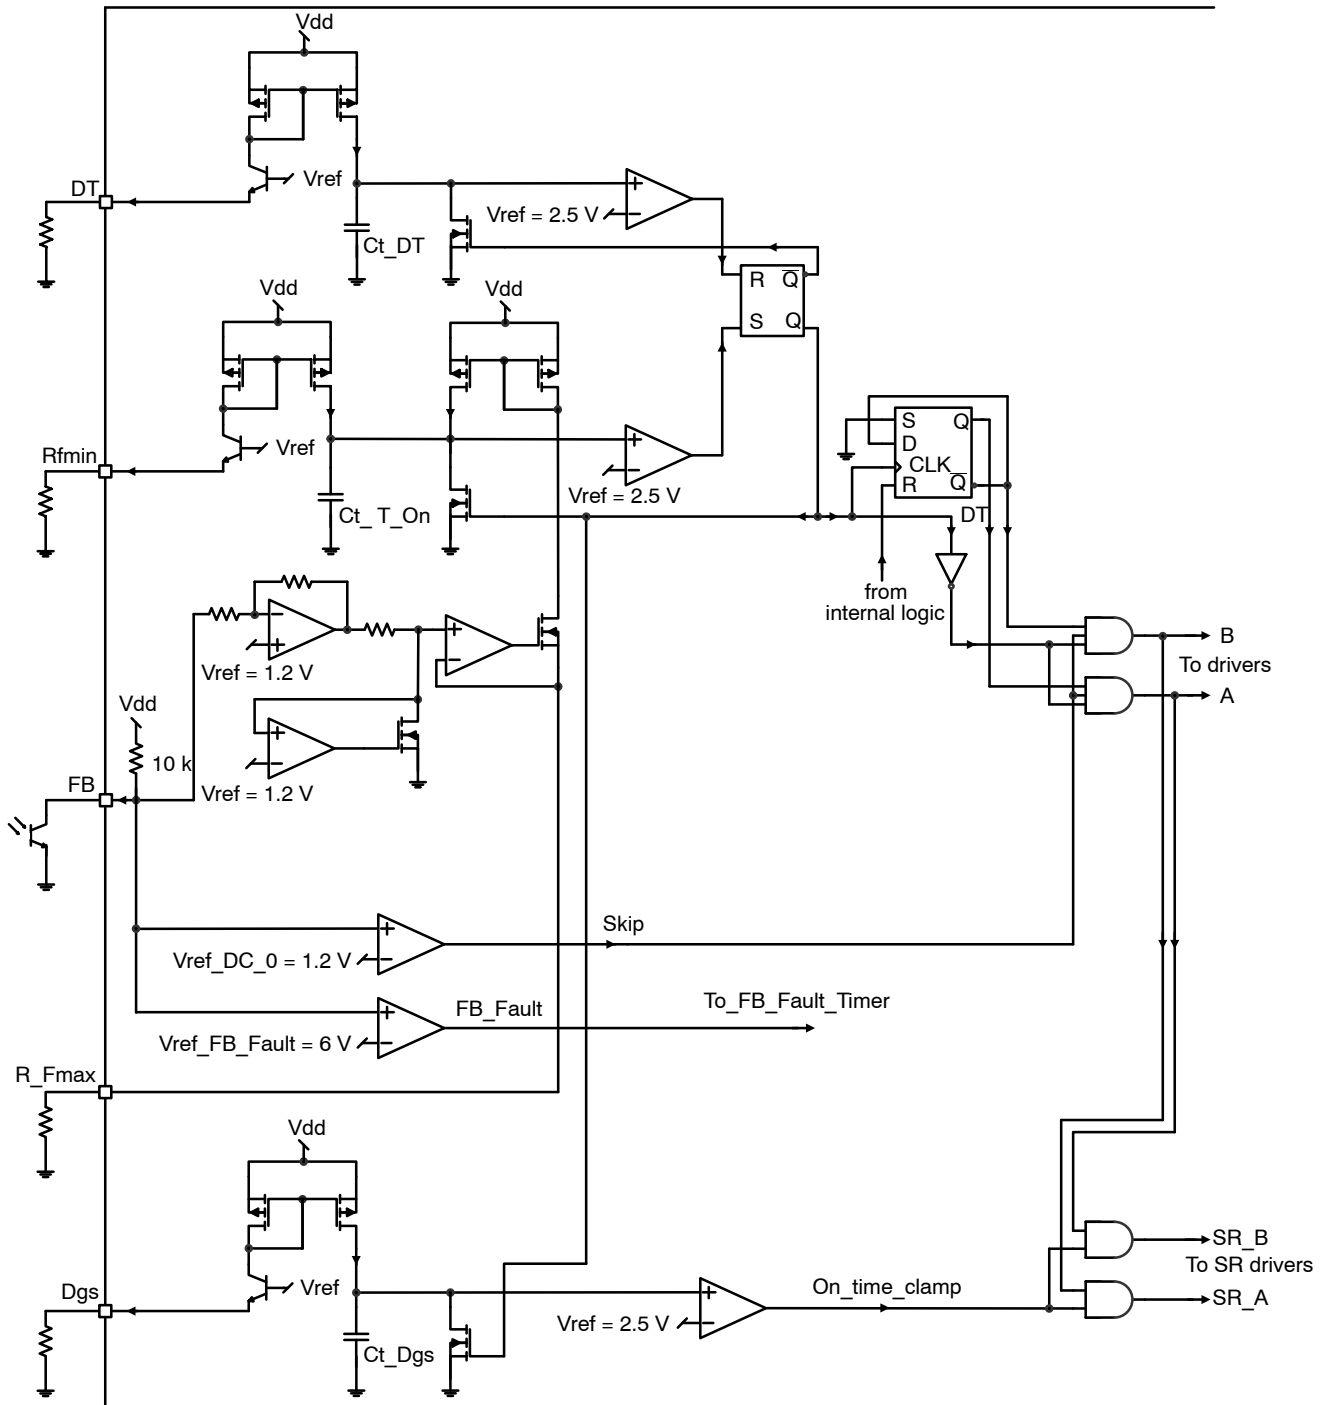 Vdd
Vref
DT
Vref = 2.5 V
Ct_DT
R Q
S Q
Vdd
Vdd
Vref
Rfmin
Vref = 2.5 V
Ct_ T_On
S Q
D
CLK
R Q
DT
from
internal logic
Vref = 1.2 V
B
To drivers
A
Vdd
10 k
FB
Vref = 1.2 V
Skip
Vref_DC_0 = 1.2 V
FB_Fault
To_FB_Fault_Timer
Vref_FB_Fault = 6 V
R_Fmax
Vdd
SR_B
To SR drivers
Dgs
Vref
On_time_clamp
SR_A
Vref = 2.5 V
Ct_Dgs